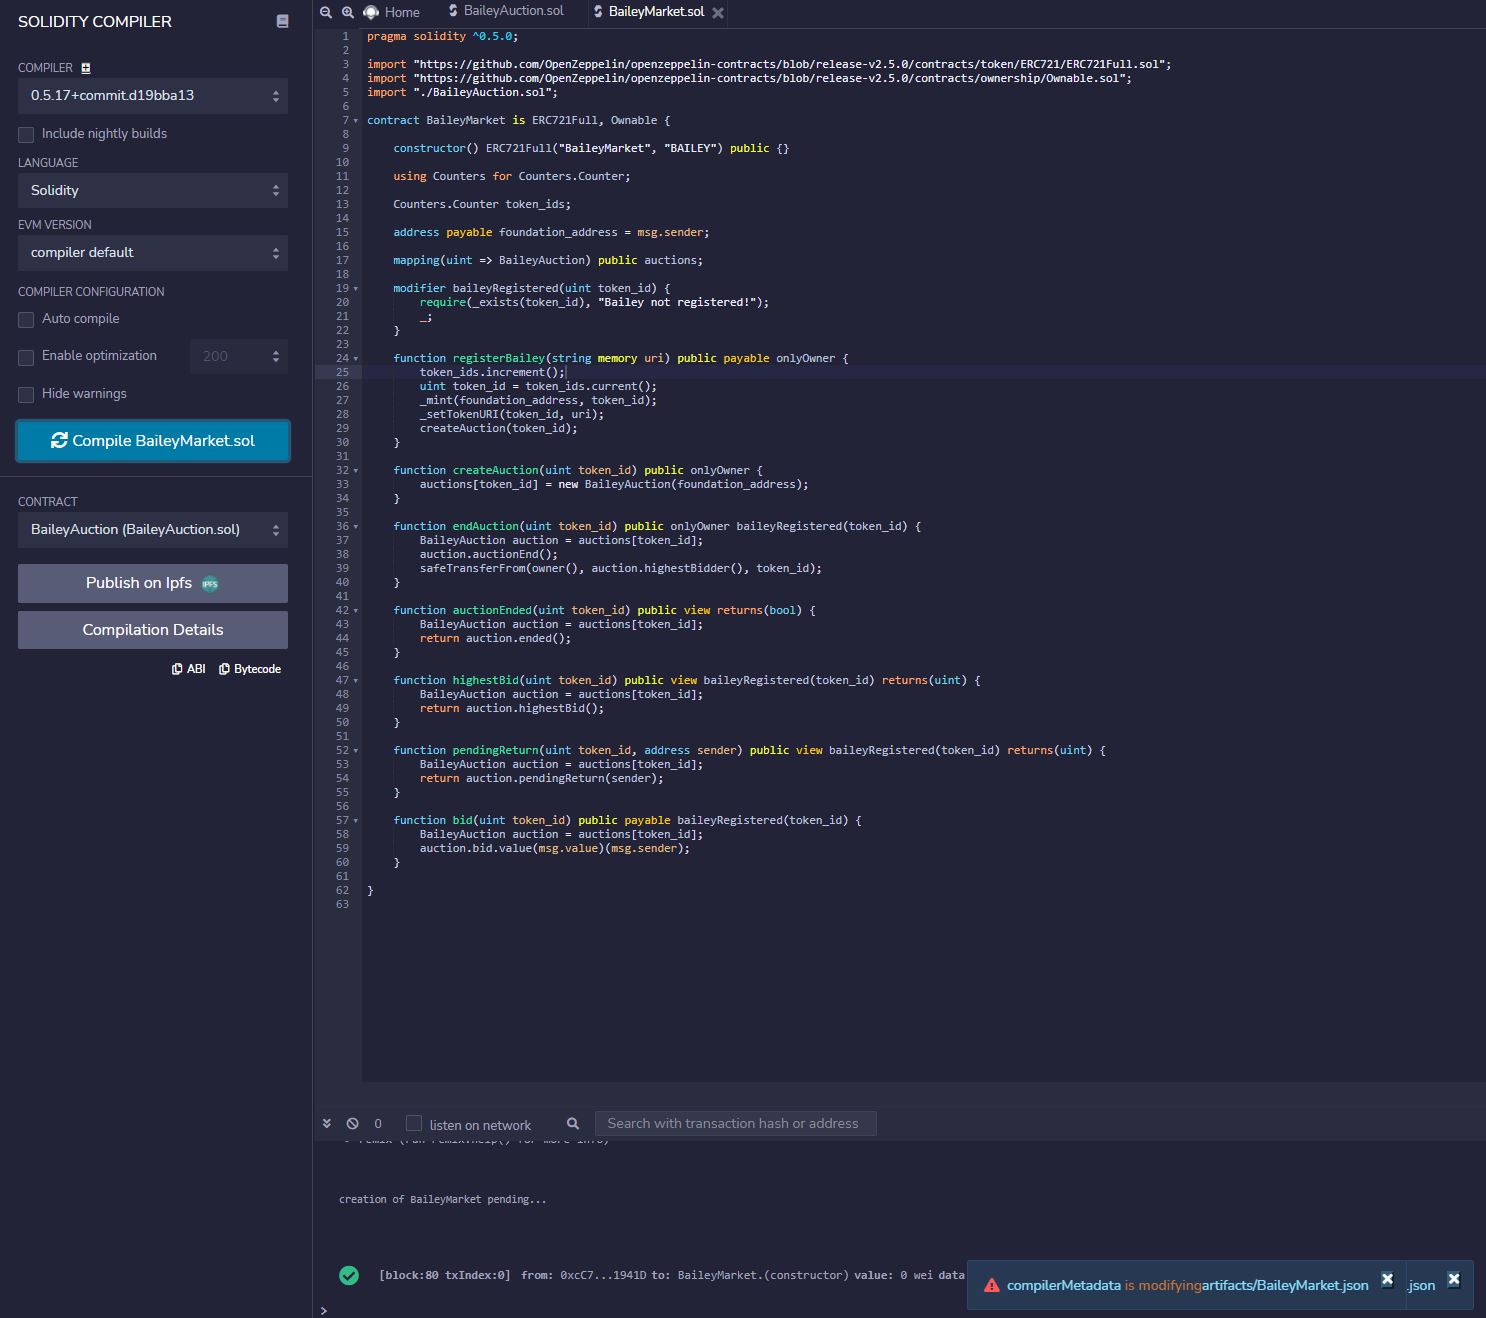 SOLIDITY COMPILER
COMPILER
0.5.17+commit.d19bba13
Include nightly builds
LANGUAGE
Solidity
EVM VERSION
compiler default
COMPILER CONFIGURATION
Auto compile
Enable optimization 200
Hide warnings
Compile BaileyMarket.sol
CONTRACT
BaileyAuction (BaileyAuction.sol)
Publish on Ipfs IPFS
Compilation Details
ABI Bytecode
Home BaileyAuction.sol BaileyMarket.sol
1 pragma solidity ^0.5.0;
2
3 import "https://github.com/OpenZeppelin/openzeppelin-contracts/blob/release-v2.5.0/contracts/token/ERC721/ERC721Full.sol";
4 import "https://github.com/OpenZeppelin/openzeppelin-contracts/blob/release-v2.5.0/contracts/ownership/Ownable.sol";
5 import "./BaileyAuction.sol";
6
7 contract BaileyMarket is ERC721Full, Ownable {
8
9 constructor() ERC721Full("BaileyMarket", "BAILEY") public {}
10
11 using Counters for Counters.Counter;
12
13 Counters.Counter token_ids;
14
15 address payable foundation_address = msg.sender;
16
17 mapping(uint => BaileyAuction) public auctions;
18
19 modifier baileyRegistered(uint token_id) {
20 require(_exists(token_id), "Bailey not registered!");
21 _;
22 }
23
24 function registerBailey(string memory uri) public payable onlyOwner {
25 token_ids.increment();
26 uint token_id = token_ids.current();
27 _mint(foundation_address, token_id);
28 _setTokenURI(token_id, uri);
29 createAuction(token_id);
30 }
31
32 function createAuction(uint token_id) public onlyOwner {
33 auctions[token_id] = new BaileyAuction(foundation_address);
34 }
35
36 function endAuction(uint token_id) public onlyOwner baileyRegistered(token_id) {
37 BaileyAuction auction = auctions[token_id];
38 auction.auctionEnd();
39 safeTransferFrom(owner(), auction.highestBidder(), token_id);
40 }
41
42 function auctionEnded(uint token_id) public view returns(bool) {
43 BaileyAuction auction = auctions[token_id];
44 return auction.ended();
45 }
46
47 function highestBid(uint token_id) public view baileyRegistered(token_id) returns(uint) {
48 BaileyAuction auction = auctions[token_id];
49 return auction.highestBid();
50 }
51
52 function pendingReturn(uint token_id, address sender) public view baileyRegistered(token_id) returns(uint) {
53 BaileyAuction auction = auctions[token_id];
54 return auction.pendingReturn(sender);
55 }
56
57 function bid(uint token_id) public payable baileyRegistered(token_id) {
58 BaileyAuction auction = auctions[token_id];
59 auction.bid.value(msg.value)(msg.sender);
60 }
61
62 }
63
0 listen on network Search with transaction hash or address
remix (run remix.help() for more info)
creation of BaileyMarket pending...
[block:80 txIndex:0] from: 0xcC7...1941D to: BaileyMarket.(constructor) value: 0 wei data
compilerMetadata is modifyingartifacts/BaileyMarket.json .json
>